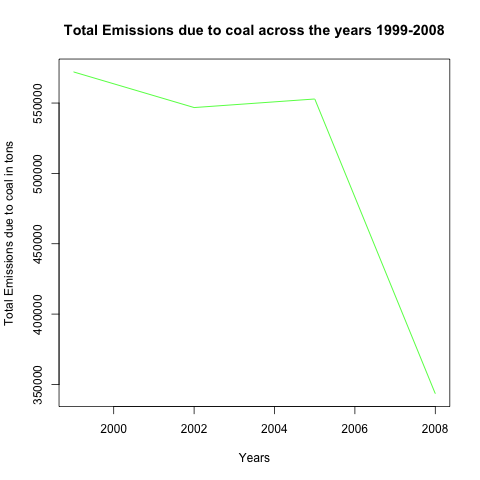 Total Emissions due to coal across the years 1999-2008
Total Emissions due to coal in tons
550000
500000
450000
400000
350000
2000 2002 2004 2006 2008
Years